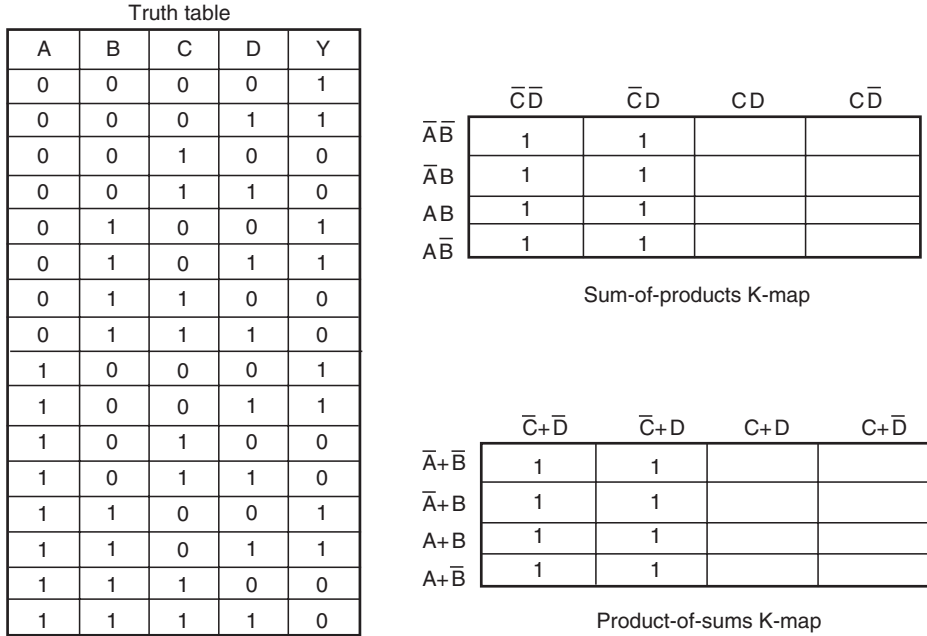 Truth table
A B C D Y
0 0 0 0 1
0 0 0 1 1
0 0 1 0 0
0 0 1 1 0
0 1 0 0 1
0 1 0 1 1
0 1 1 0 0
0 1 1 1 0
1 0 0 0 1
1 0 0 1 1
1 0 1 0 0
1 0 1 1 0
1 1 0 0 1
1 1 0 1 1
1 1 1 0 0
1 1 1 1 0
C̅D̅ C̅D CD CD̅
A̅B̅ 1 1
A̅B 1 1
AB 1 1
AB̅ 1 1
Sum-of-products K-map
C̅+D̅ C̅+D C+D C+D̅
A̅+B̅ 1 1
A̅+B 1 1
A+B 1 1
A+B̅ 1 1
Product-of-sums K-map